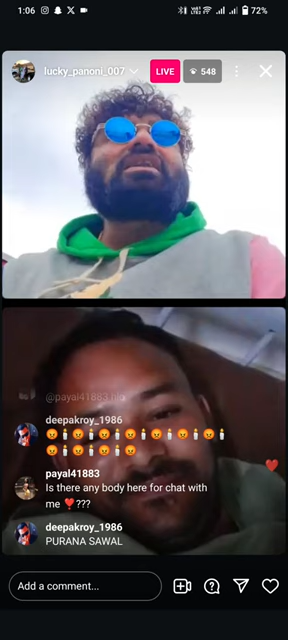 1:06
72%
lucky_panoni_007
LIVE
548
@payal41883 hlo
deepakroy_1986
payal41883
Is there any body here for chat with
me ❣️???
deepakroy_1986
PURANA SAWAL
Add a comment...